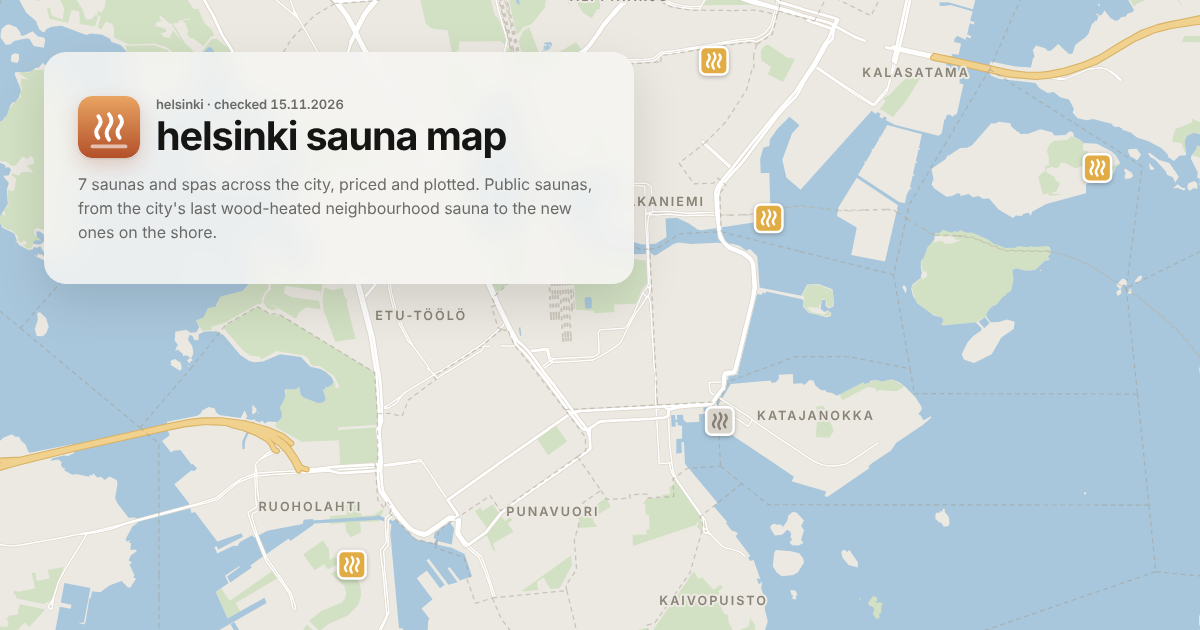 KALASATAMA
helsinki · checked 15.11.2026
helsinki sauna map
7 saunas and spas across the city, priced and plotted. Public saunas,
from the city's last wood-heated neighbourhood sauna to the new
ones on the shore.
KANIEMI
ETU-TÖÖLÖ
KATAJANOKKA
RUOHOLAHTI
PUNAVUORI
KAIVOPUISTO